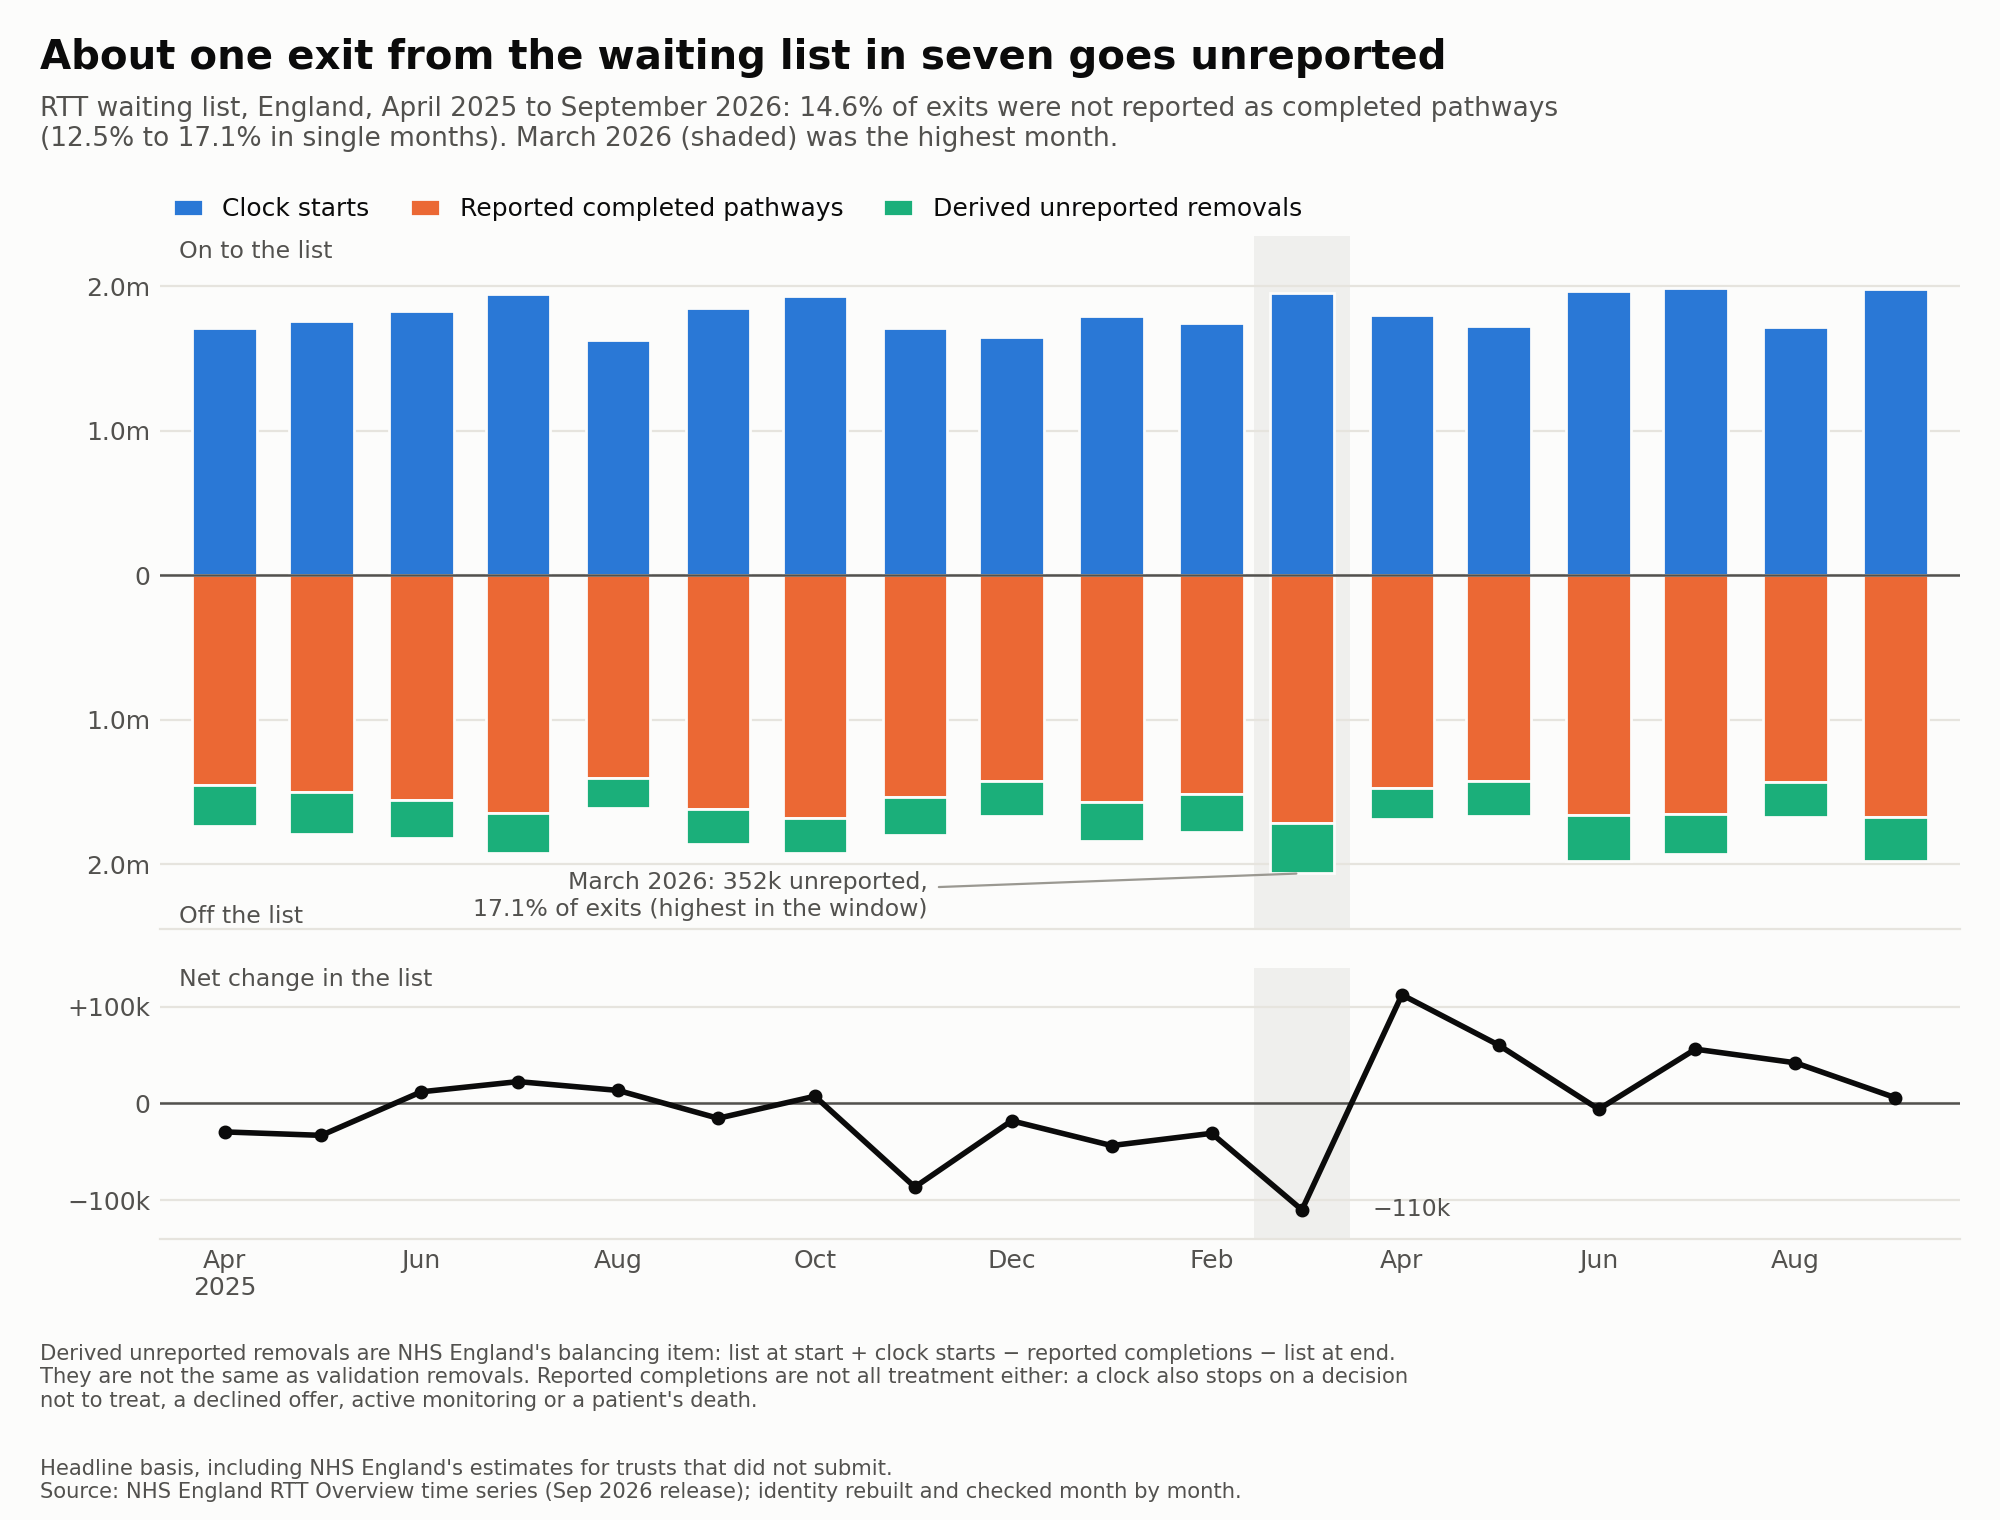 About one exit from the waiting list in seven goes unreported
RTT waiting list, England, April 2025 to September 2026: 14.6% of exits were not reported as completed pathways
(12.5% to 17.1% in single months). March 2026 (shaded) was the highest month.
Clock starts
Reported completed pathways
Derived unreported removals
On to the list
2.0m
1.0m
0
1.0m
2.0m
March 2026: 352k unreported,
17.1% of exits (highest in the window)
Off the list
Net change in the list
+100k
0
−100k
−110k
Apr
2025
Jun
Aug
Oct
Dec
Feb
Apr
Jun
Aug
Derived unreported removals are NHS England's balancing item: list at start + clock starts − reported completions − list at end.
They are not the same as validation removals. Reported completions are not all treatment either: a clock also stops on a decision
not to treat, a declined offer, active monitoring or a patient's death.
Headline basis, including NHS England's estimates for trusts that did not submit.
Source: NHS England RTT Overview time series (Sep 2026 release); identity rebuilt and checked month by month.